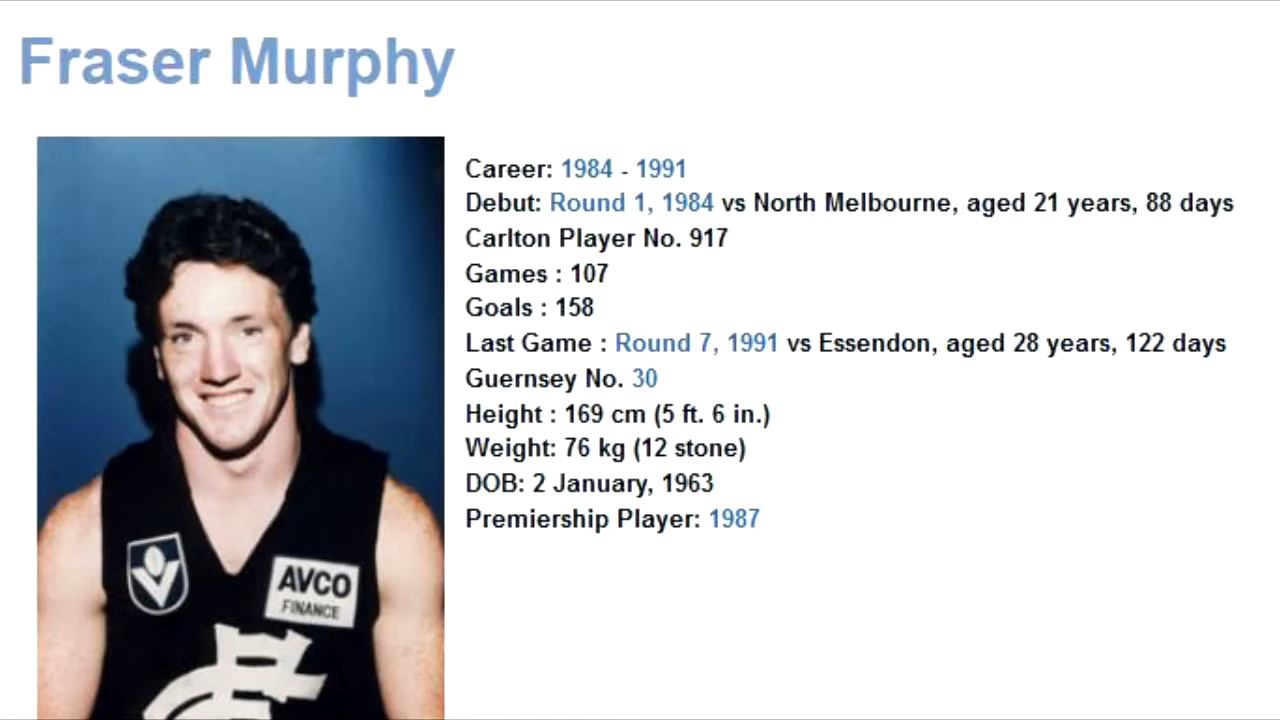 Fraser Murphy
Career: 1984 - 1991
Debut: Round 1, 1984 vs North Melbourne, aged 21 years, 88 days
Carlton Player No. 917
Games : 107
Goals : 158
Last Game : Round 7, 1991 vs Essendon, aged 28 years, 122 days
Guernsey No. 30
Height : 169 cm (5 ft. 6 in.)
Weight: 76 kg (12 stone)
DOB: 2 January, 1963
Premiership Player: 1987
AVCO
FINANCE